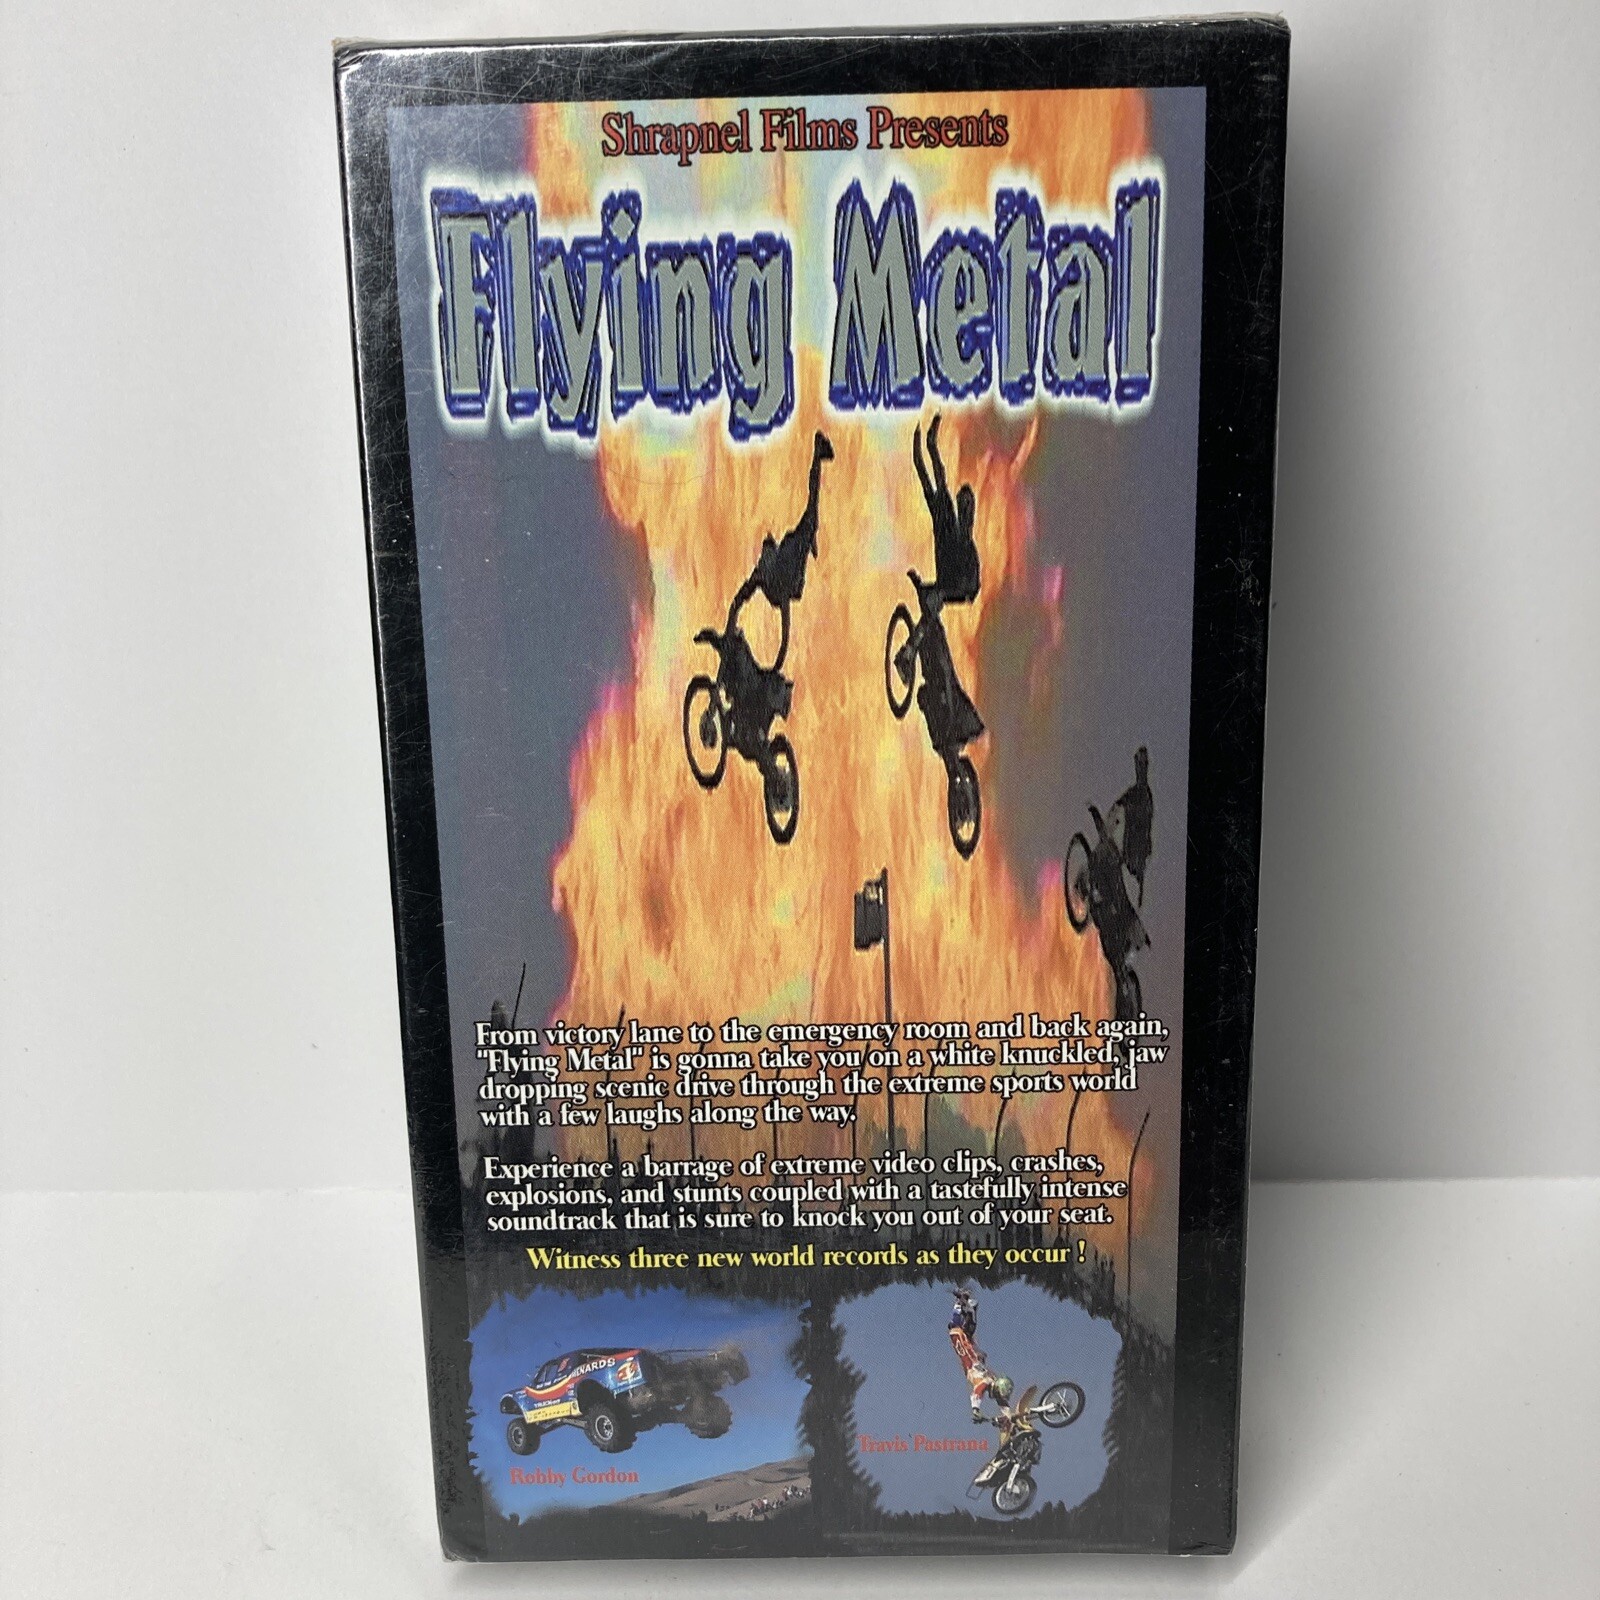 Shrapnel Films Presents
Flying Metal
From victory lane to the emergency room and back again,
"Flying Metal" is gonna take you on a white knuckled, jaw
dropping scenic drive through the extreme sports world
with a few laughs along the way.
Experience a barrage of extreme video clips, crashes,
explosions, and stunts coupled with a tastefully intense
soundtrack that is sure to knock you out of your seat.
Witness three new world records as they occur !
Robby Gordon
Travis Pastrana